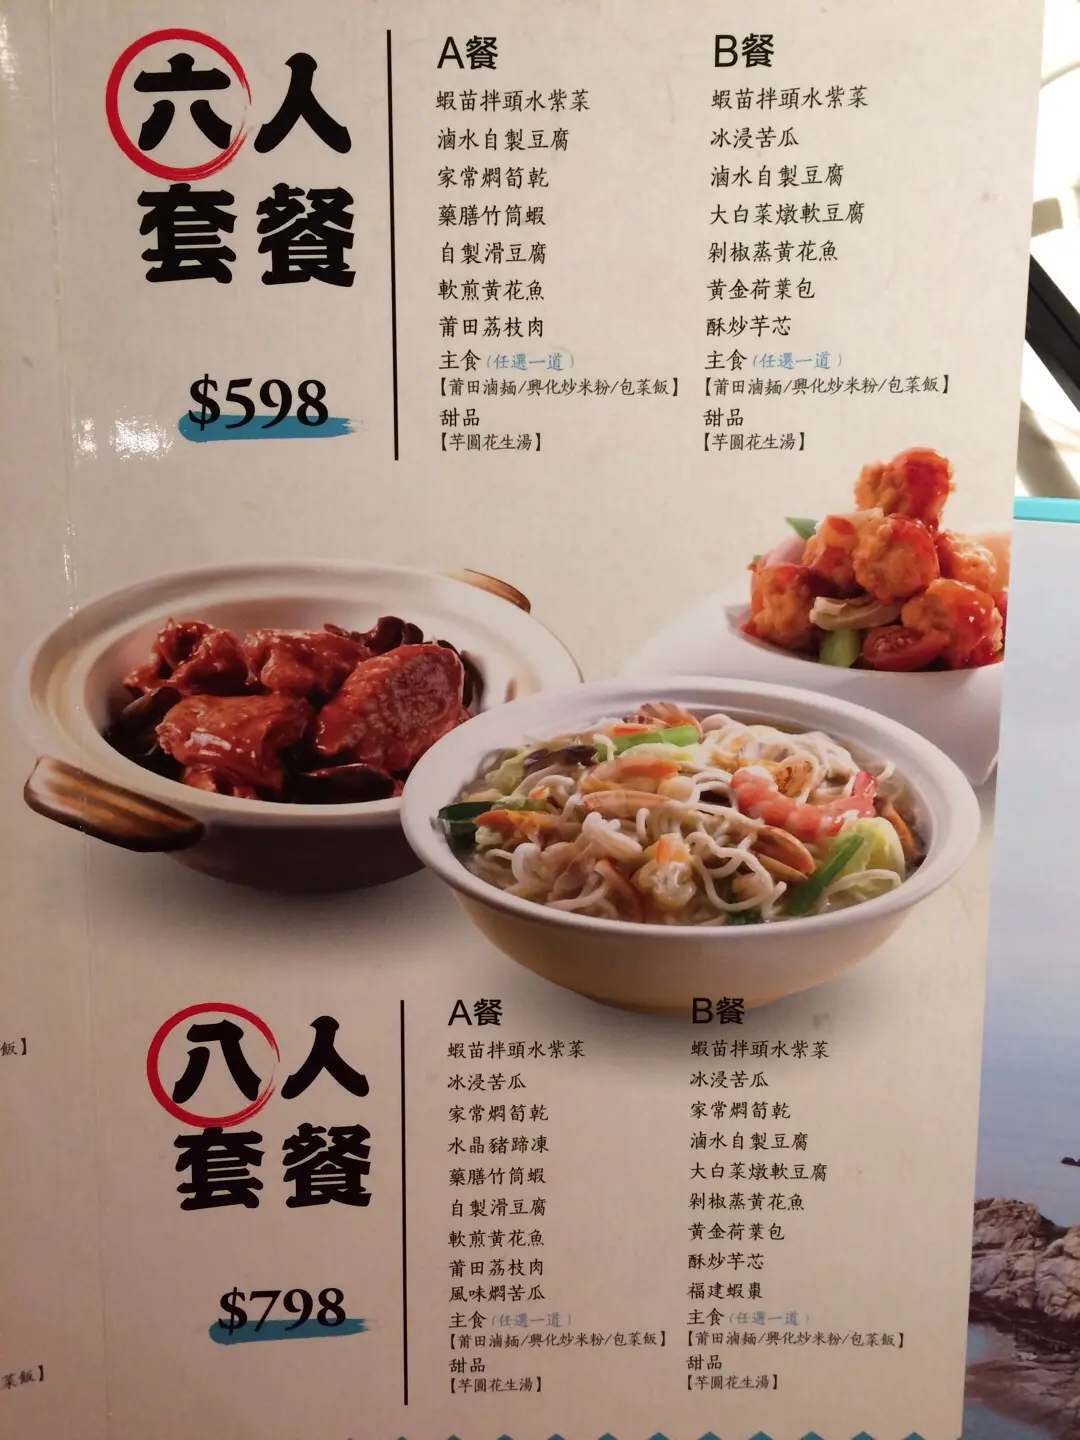 六人
套餐
$598
A餐
蝦苗拌頭水紫菜
滷水自製豆腐
家常燜筍乾
藥膳竹筒蝦
自製滑豆腐
軟煎黃花魚
莆田荔枝肉
主食(任選一道)
【莆田滷麵/興化炒米粉/包菜飯】
甜品
【芋圓花生湯】
B餐
蝦苗拌頭水紫菜
冰浸苦瓜
滷水自製豆腐
大白菜燉軟豆腐
剁椒蒸黃花魚
黃金荷葉包
酥炒芋芯
主食(任選一道)
【莆田滷麵/興化炒米粉/包菜飯】
甜品
【芋圓花生湯】
八人
套餐
$798
A餐
蝦苗拌頭水紫菜
冰浸苦瓜
家常燜筍乾
水晶豬蹄凍
藥膳竹筒蝦
自製滑豆腐
軟煎黃花魚
莆田荔枝肉
風味燜苦瓜
主食(任選一道)
【莆田滷麵/興化炒米粉/包菜飯】
甜品
【芋圓花生湯】
B餐
蝦苗拌頭水紫菜
冰浸苦瓜
家常燜筍乾
滷水自製豆腐
大白菜燉軟豆腐
剁椒蒸黃花魚
黃金荷葉包
酥炒芋芯
福建蝦棗
主食(任選一道)
【莆田滷麵/興化炒米粉/包菜飯】
甜品
【芋圓花生湯】
飯】
菜飯】